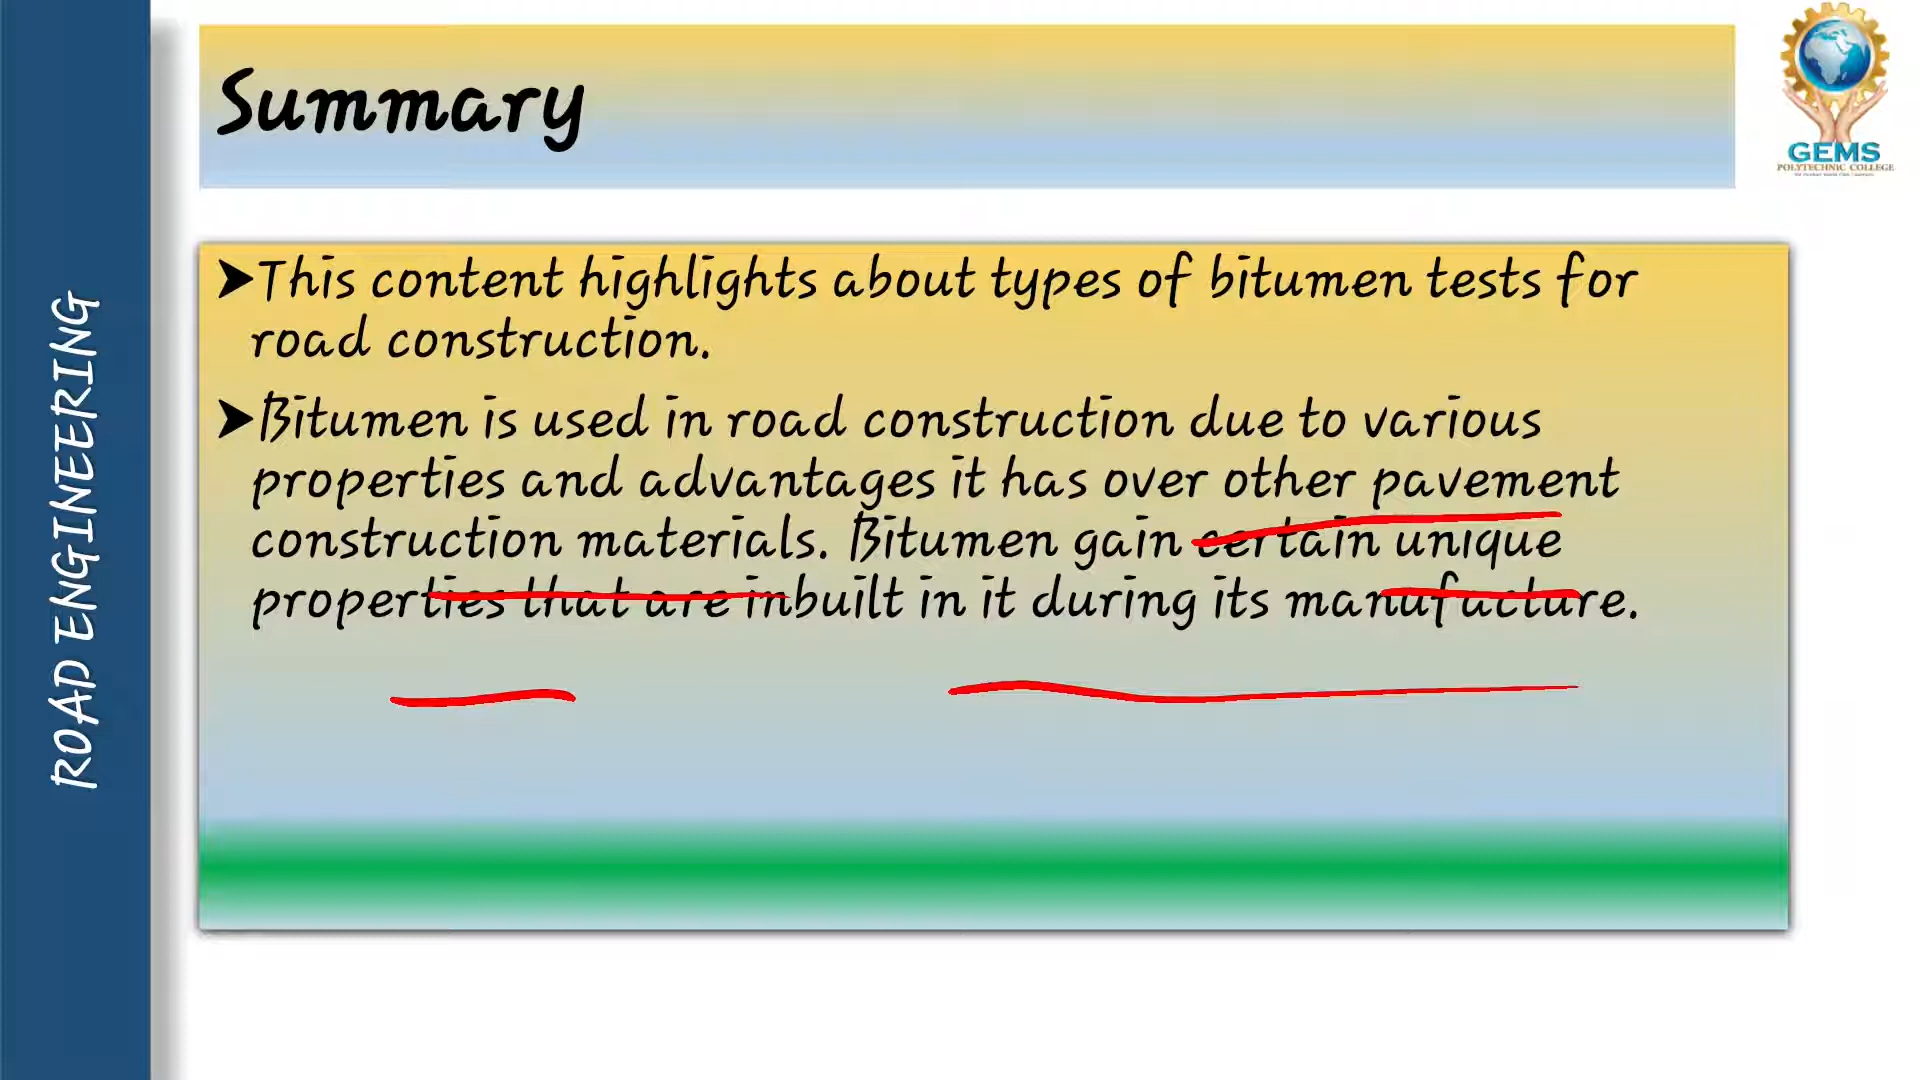 Summary
GEMS
POLYTECHNIC COLLEGE
ROAD ENGINEERING
➤This content highlights about types of bitumen tests for
road construction.
➤Bitumen is used in road construction due to various
properties and advantages it has over other pavement
construction materials. Bitumen gain certain unique
properties that are inbuilt in it during its manufacture.